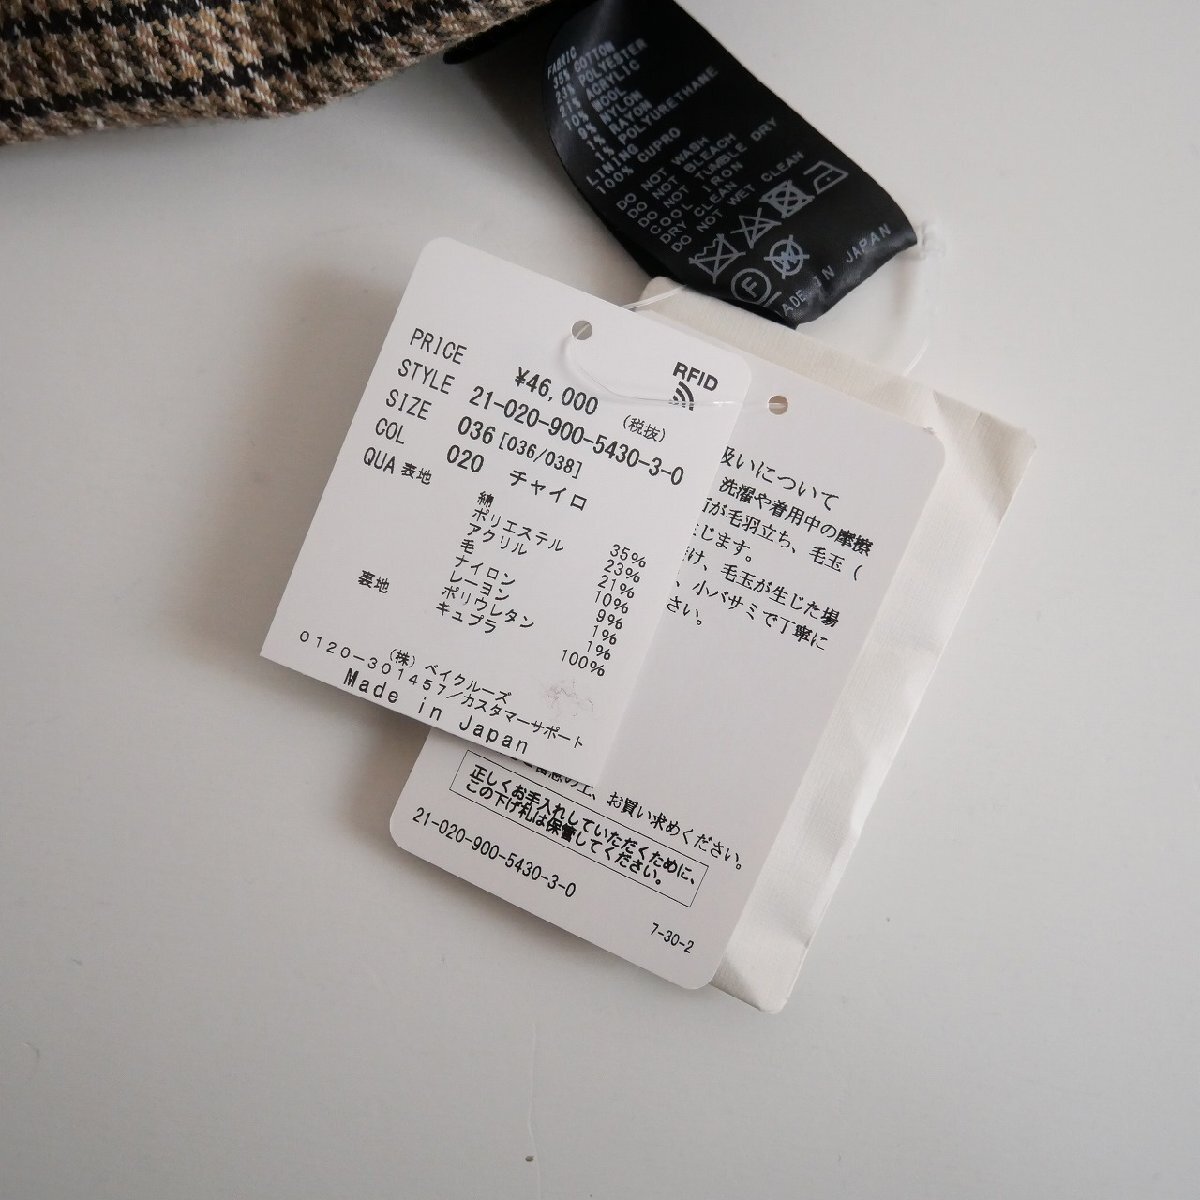 FABRIC
35% COTTON
23% POLYESTER
21% ACRYLIC
10% WOOL
9% NYLON
1% RAYON
1% POLYURETHANE
LINING
100% CUPRO
DO NOT WASH
DO NOT BLEACH
DO NOT TUMBLE DRY
COOL IRON
DRY CLEAN
DO NOT WET CLEAN
MADE IN JAPAN
RFID
PRICE ¥46,000 (税抜)
STYLE 21-020-900-5430-3-0
SIZE 036 [036/038]
COL 020 チャイロ
QUA 表地
綿 35%
ポリエステル 23%
アクリル 21%
毛 10%
ナイロン 9%
レーヨン 1%
ポリウレタン 1%
裏地 キュプラ 100%
(株) ベイクルーズ
0120-301457/カスタマーサポート
Made in Japan
扱いについて
洗濯や着用中の摩擦
が毛羽立ち、毛玉(
じます。
け、毛玉が生じた場
、小バサミで丁寧に
さい。
の上、お買い求めください。
正しくお手入れしていただくために、
この下げ札は保管してください。
21-020-900-5430-3-0
7-30-2